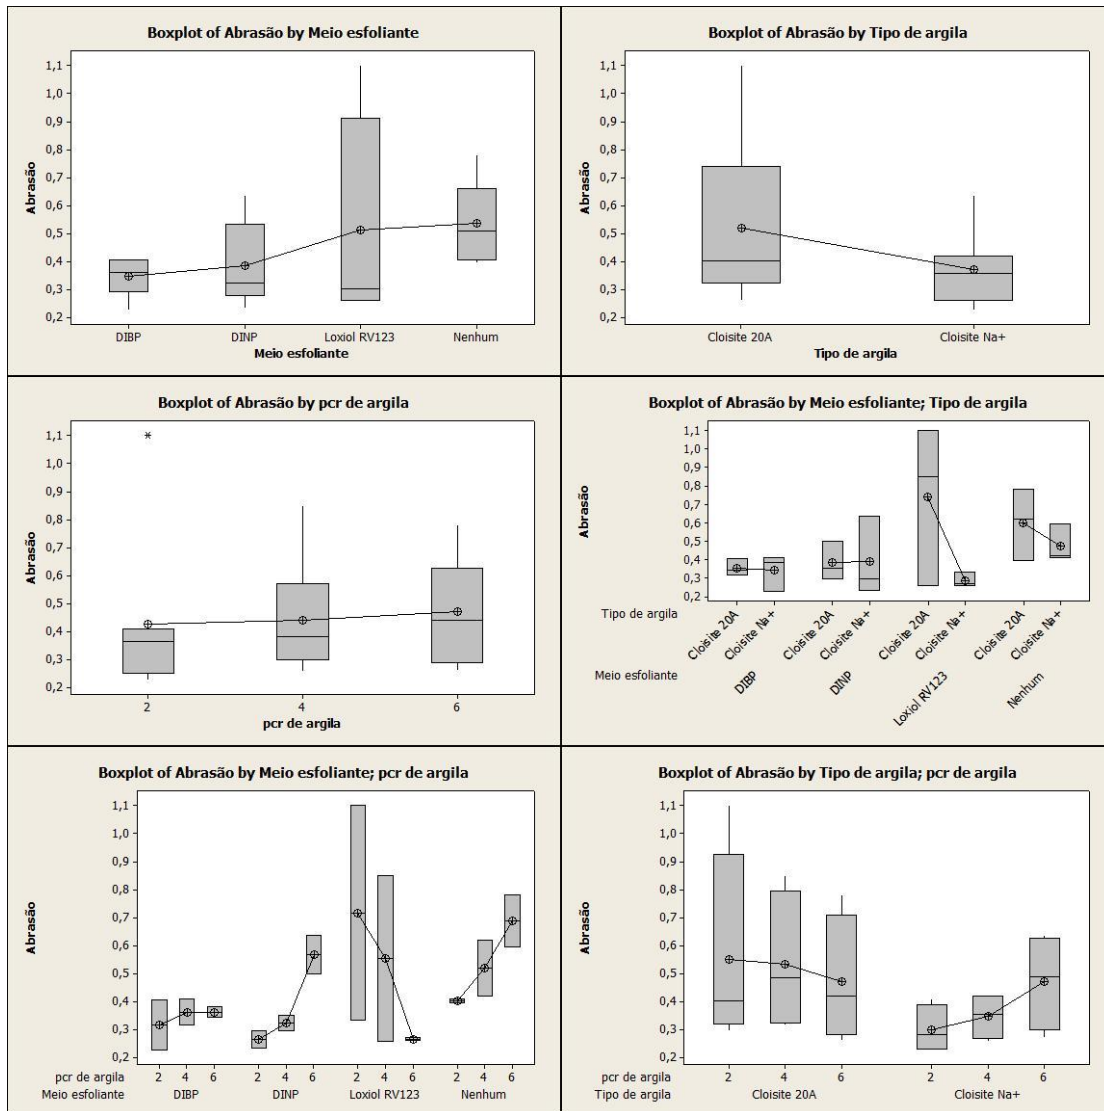 Boxplot of Abrasão by Meio esfoliante
1,1
1,0
0,9
0,8
0,7
0,6
0,5
0,4
0,3
0,2
Abrasão
DIBP DINP Loxiol RV123 Nenhum
Meio esfoliante
Boxplot of Abrasão by Tipo de argila
1,1
1,0
0,9
0,8
0,7
0,6
0,5
0,4
0,3
0,2
Abrasão
Cloisite 20A Cloisite Na+
Tipo de argila
Boxplot of Abrasão by pcr de argila
1,1
1,0
0,9
0,8
0,7
0,6
0,5
0,4
0,3
0,2
Abrasão
2 4 6
pcr de argila
Boxplot of Abrasão by Meio esfoliante; Tipo de argila
1,1
1,0
0,9
0,8
0,7
0,6
0,5
0,4
0,3
0,2
Abrasão
Tipo de argila Cloisite 20A Cloisite Na+ Cloisite 20A Cloisite Na+ Cloisite 20A Cloisite Na+ Cloisite 20A Cloisite Na+
Meio esfoliante DIBP DINP Loxiol RV123 Nenhum
Boxplot of Abrasão by Meio esfoliante; pcr de argila
1,1
1,0
0,9
0,8
0,7
0,6
0,5
0,4
0,3
0,2
Abrasão
pcr de argila 2 4 6 2 4 6 2 4 6 2 4 6
Meio esfoliante DIBP DINP Loxiol RV123 Nenhum
Boxplot of Abrasão by Tipo de argila; pcr de argila
1,1
1,0
0,9
0,8
0,7
0,6
0,5
0,4
0,3
0,2
Abrasão
pcr de argila 2 4 6 2 4 6
Tipo de argila Cloisite 20A Cloisite Na+